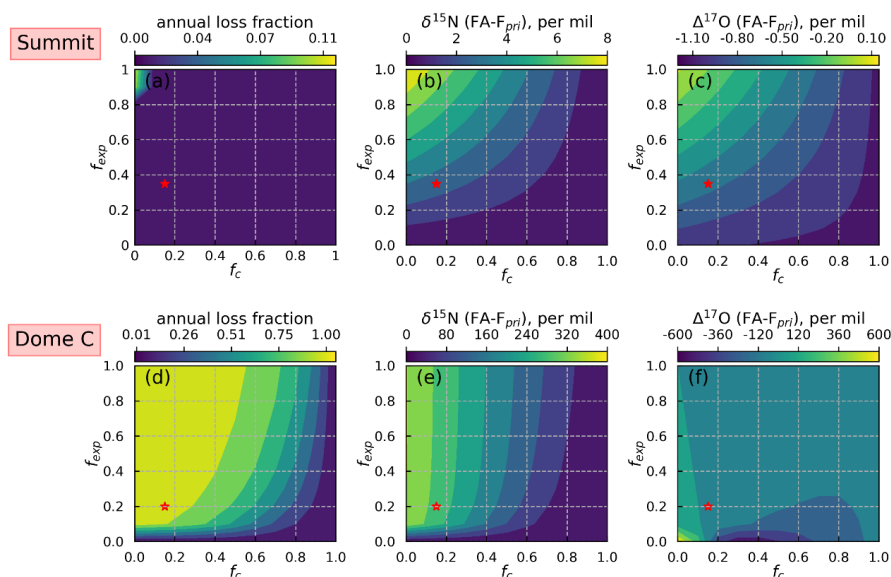 Summit
annual loss fraction
0.00 0.04 0.07 0.11
(a)
f_exp
1
0.8
0.6
0.4
0.2
0
0.2 0.4 0.6 0.8 1.0
f_c
δ¹⁵N (FA-F_pri), per mil
0 2 4 6 8
(b)
f_exp
1.0
0.8
0.6
0.4
0.2
0.0
0 0.2 0.4 0.6 0.8 1.0
f_c
Δ¹⁷O (FA-F_pri), per mil
-1.10 -0.80 -0.50 -0.20 0.10
(c)
f_exp
1.0
0.8
0.6
0.4
0.2
0.0
0 0.2 0.4 0.6 0.8 1.0
f_c
Dome C
annual loss fraction
0.01 0.26 0.51 0.75 1.00
(d)
f_exp
1.0
0.8
0.6
0.4
0.2
0.0
0.0 0.2 0.4 0.6 0.8 1.0
f_c
δ¹⁵N (FA-F_pri), per mil
0 80 160 240 320 400
(e)
f_exp
1.0
0.8
0.6
0.4
0.2
0.0
0.0 0.2 0.4 0.6 0.8 1.0
f_c
Δ¹⁷O (FA-F_pri), per mil
-600 -360 -120 120 360 600
(f)
f_exp
1.0
0.8
0.6
0.4
0.2
0.0
0.0 0.2 0.4 0.6 0.8 1.0
f_c